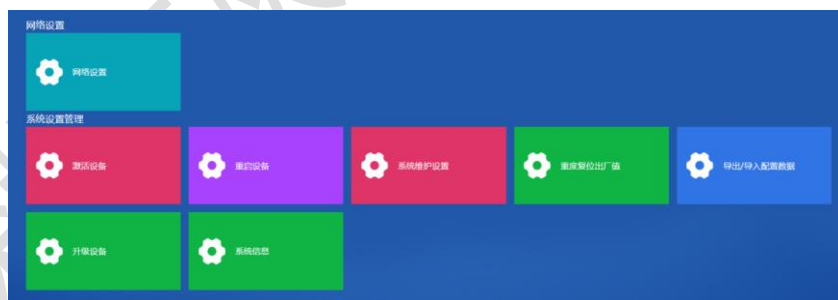 网络设置
网络设置
系统设置管理
激活设备
重启设备
系统维护设置
重度复位出厂值
导出/导入配置数据
升级设备
系统信息